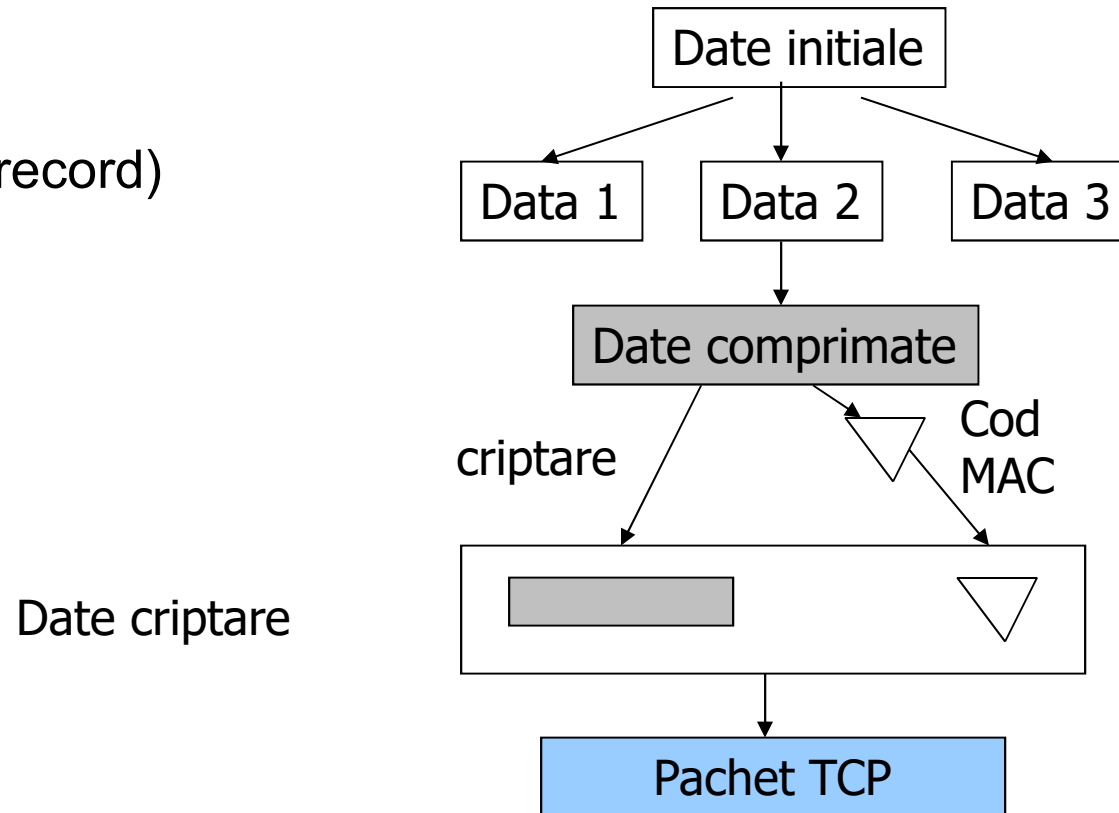 Date initiale
record)
Data 1
Data 2
Data 3
Date comprimate
criptare
Cod
MAC
Date criptare
Pachet TCP